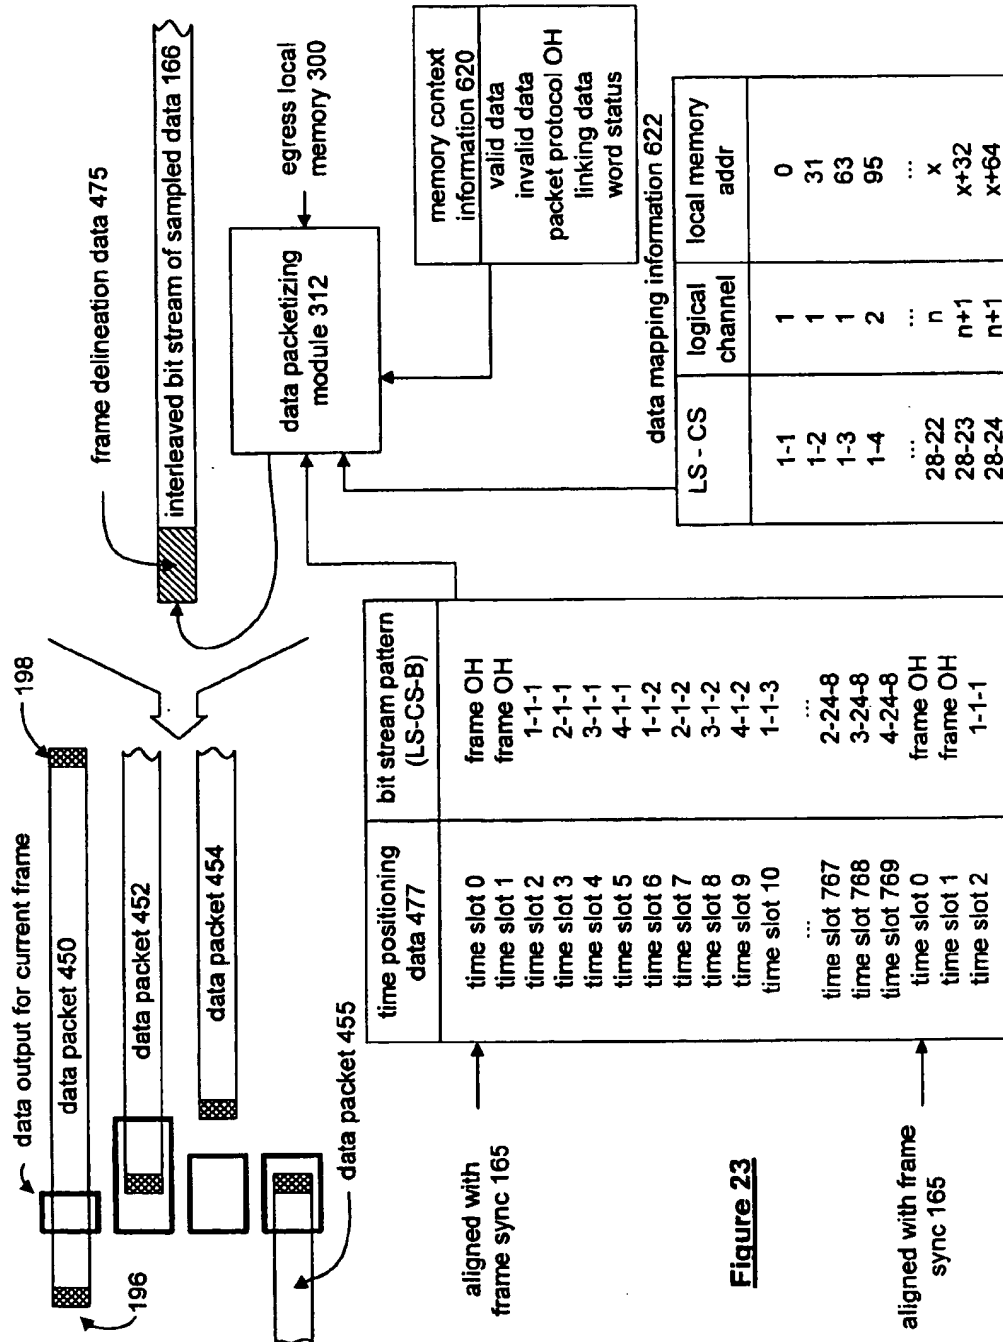 data output for current frame
198
data packet 450
196
data packet 452
data packet 454
data packet 455
frame delineation data 475
interleaved bit stream of sampled data 166
data packetizing
module 312
egress local
memory 300
memory context
information 620
valid data
invalid data
packet protocol OH
linking data
word status
aligned with
frame sync 165
time positioning
data 477
bit stream pattern
(LS-CS-B)
time slot 0 frame OH
time slot 1 frame OH
time slot 2 1-1-1
time slot 3 2-1-1
time slot 4 3-1-1
time slot 5 4-1-1
time slot 6 1-1-2
time slot 7 2-1-2
time slot 8 3-1-2
time slot 9 4-1-2
time slot 10 1-1-3
... ...
time slot 767 2-24-8
time slot 768 3-24-8
time slot 769 4-24-8
time slot 0 frame OH
time slot 1 frame OH
time slot 2 1-1-1
aligned with frame
sync 165
data mapping information 622
LS - CS
logical
channel
local memory
addr
1-1 1 0
1-2 1 31
1-3 1 63
1-4 2 95
... ... ...
28-22 n x
28-23 n+1 x+32
28-24 n+1 x+64
Figure 23